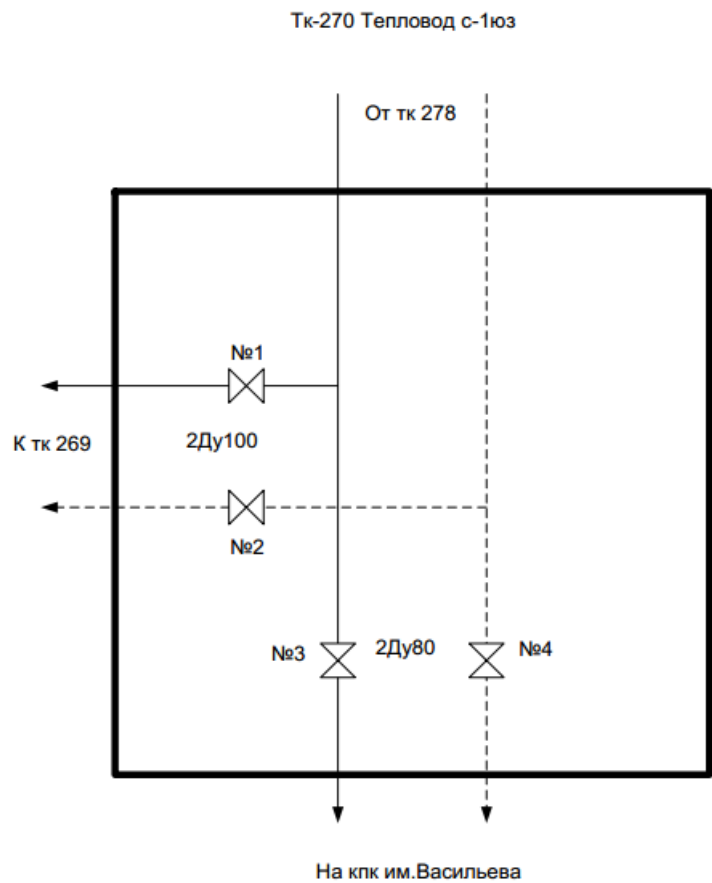 Тк-270 Тепловод с-1юз
От тк 278
№1
К тк 269
2Ду100
№2
№3
2Ду80
№4
На кпк им.Васильева